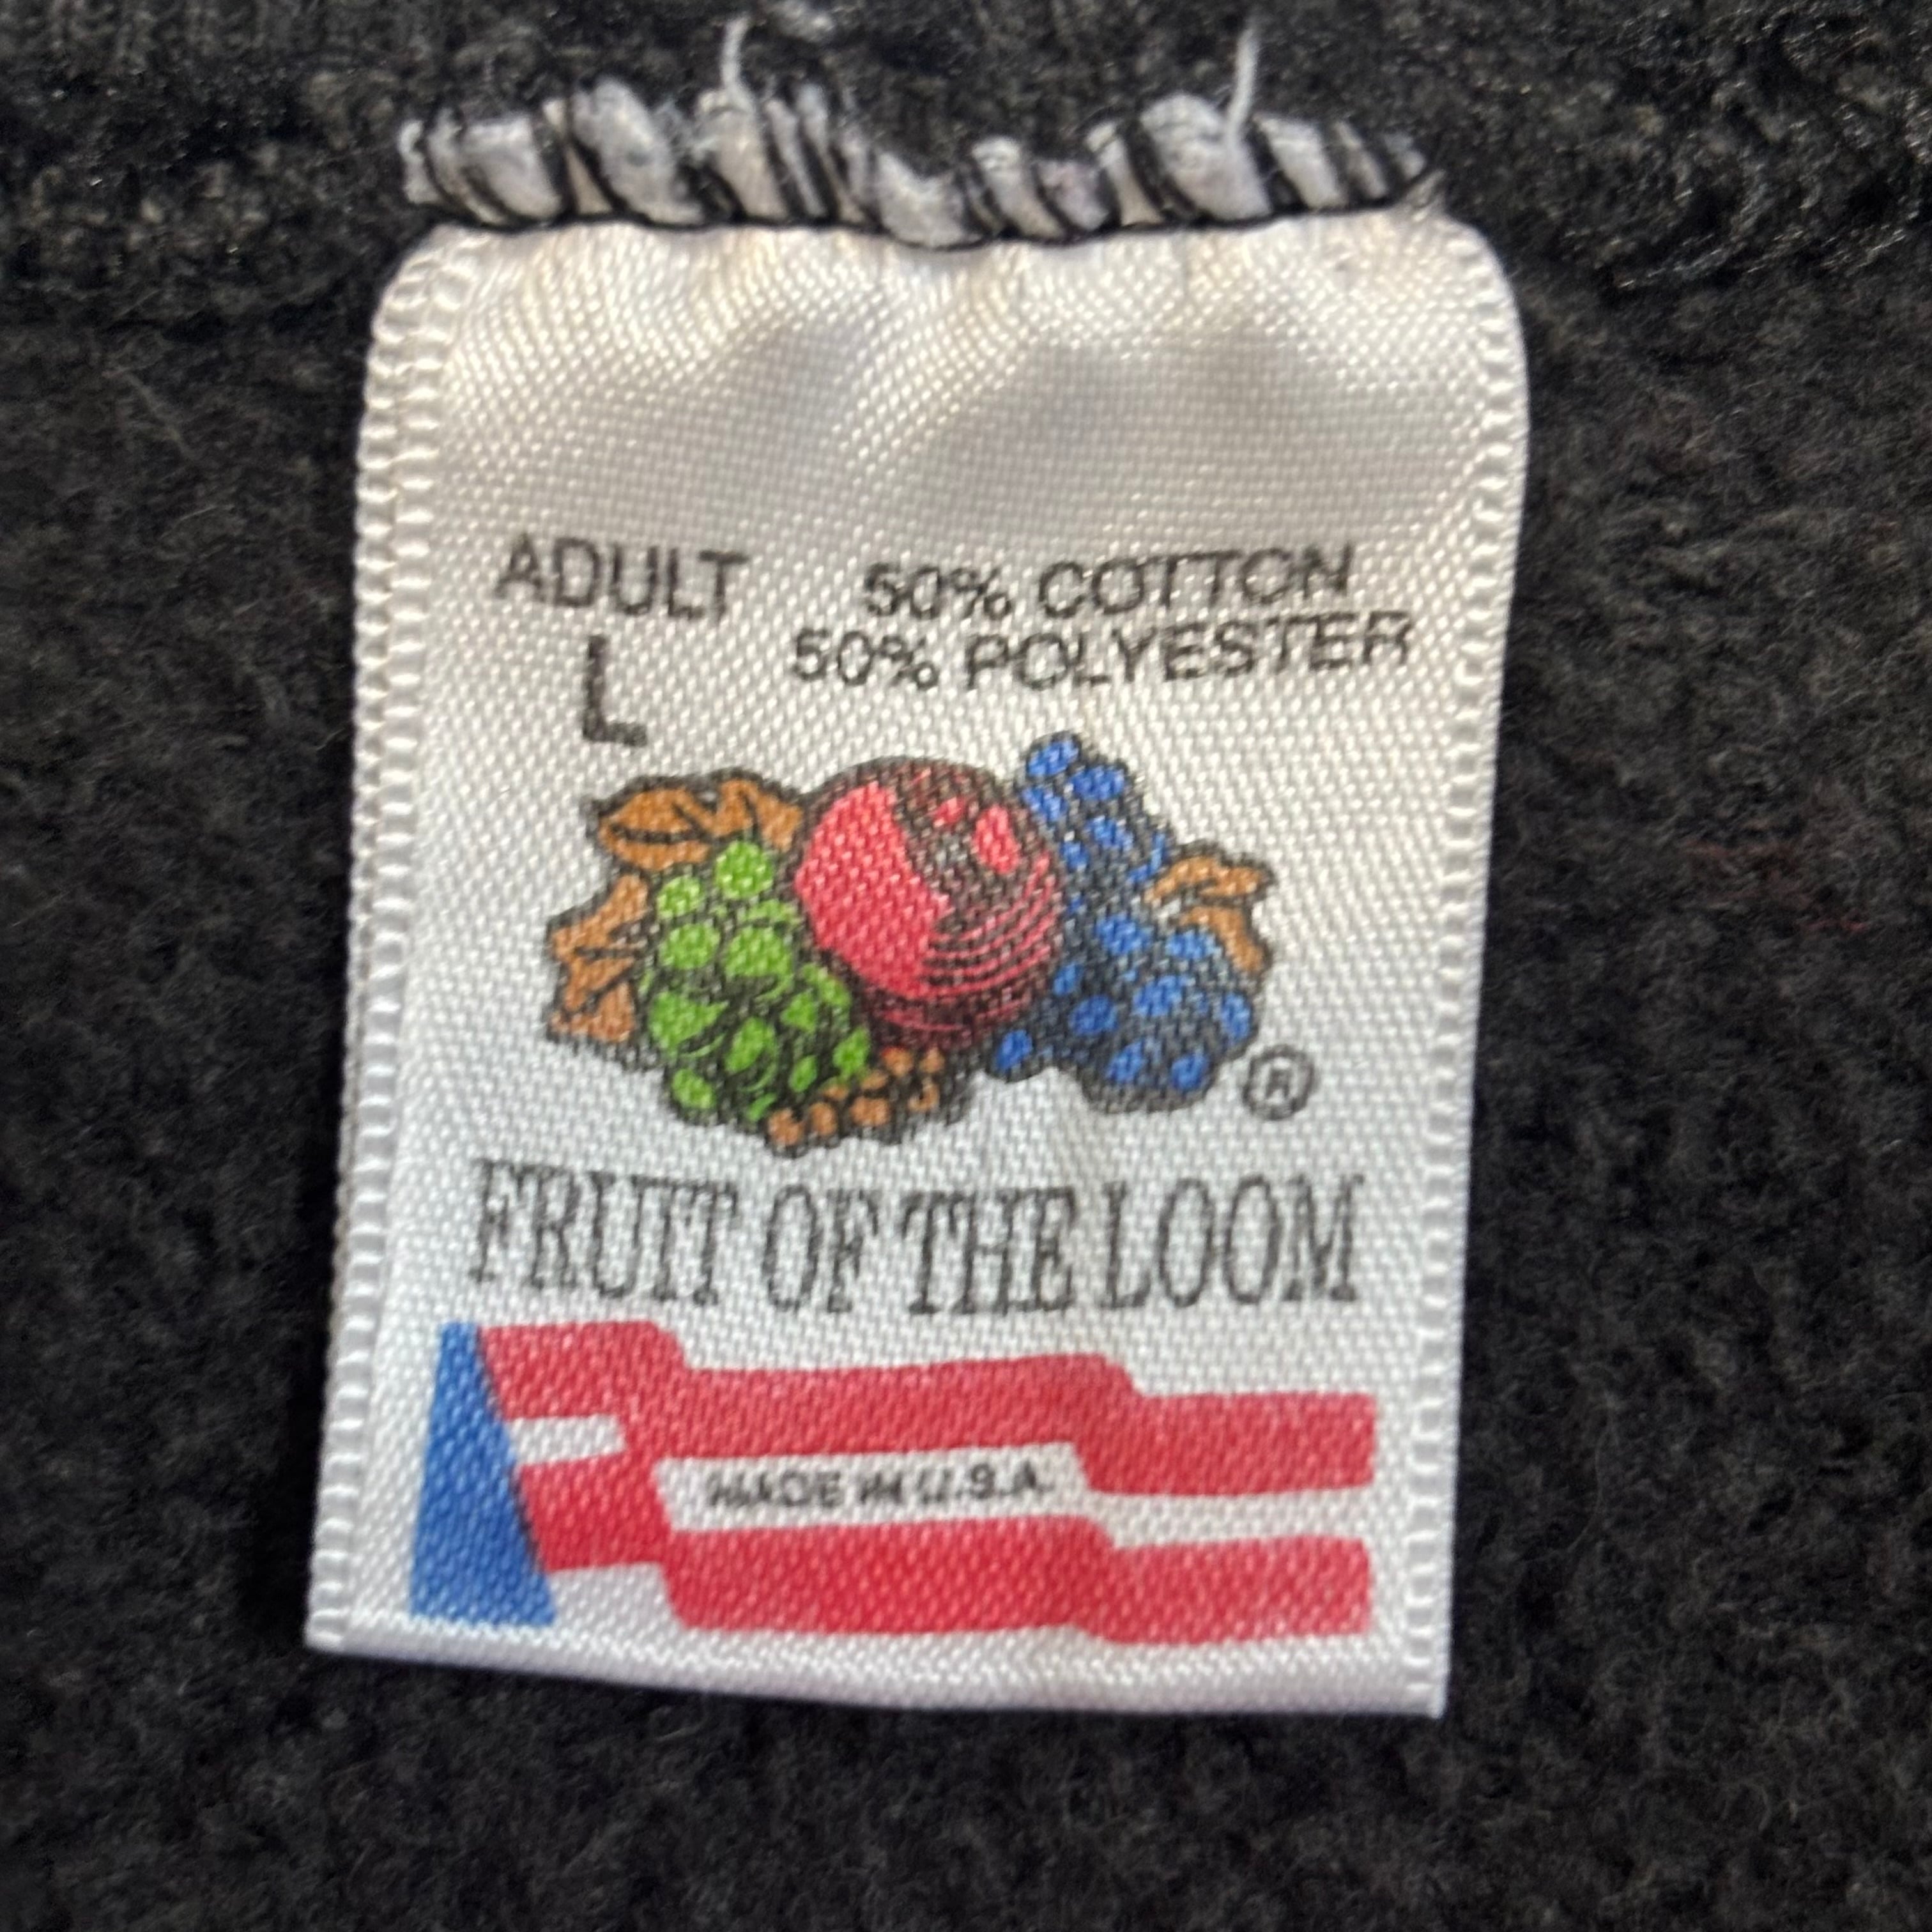 ADULT
L
50% COTTON
50% POLYESTER
®
FRUIT OF THE LOOM
MADE IN U.S.A.